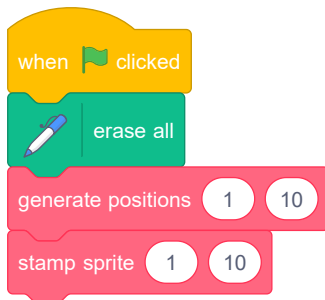 when clicked
erase all
generate positions 1 10
stamp sprite 1 10